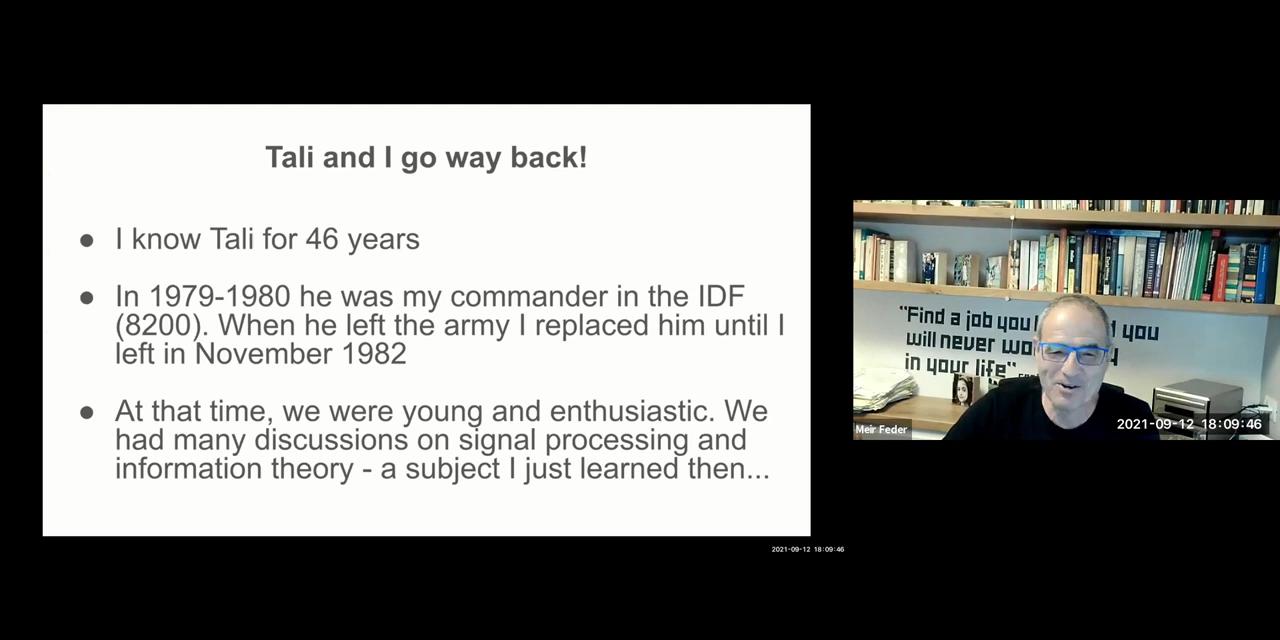 Tali and I go way back!
● I know Tali for 46 years
● In 1979-1980 he was my commander in the IDF
(8200). When he left the army I replaced him until I
left in November 1982
● At that time, we were young and enthusiastic. We
had many discussions on signal processing and
information theory - a subject I just learned then...
2021-09-12 18:09:46
"Find a job you you
will never
in your life"
Meir Feder
2021-09-12 18:09:46